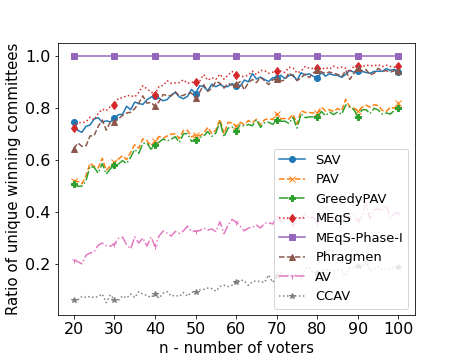 Ratio of unique winning committees
1.0
0.8
0.6
0.4
0.2
SAV
PAV
GreedyPAV
MEqS
MEqS-Phase-I
Phragmen
AV
CCAV
20 30 40 50 60 70 80 90 100
n - number of voters